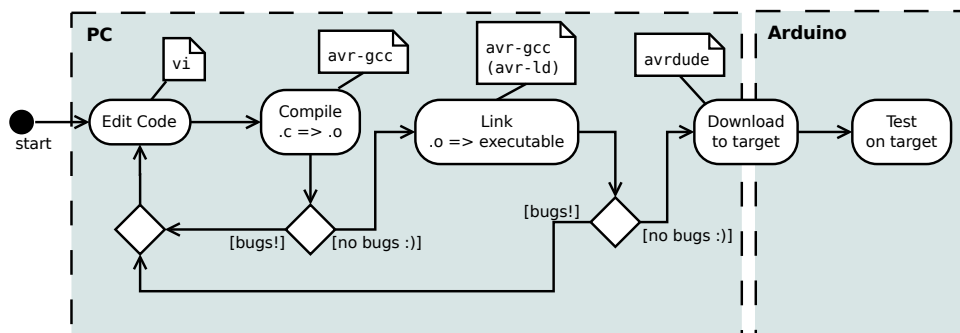 PC
Arduino
vi
avr-gcc
avr-gcc
(avr-ld)
avrdude
start
Edit Code
Compile
.c => .o
Link
.o => executable
Download
to target
Test
on target
[bugs!]
[no bugs :)]
[bugs!]
[no bugs :)]